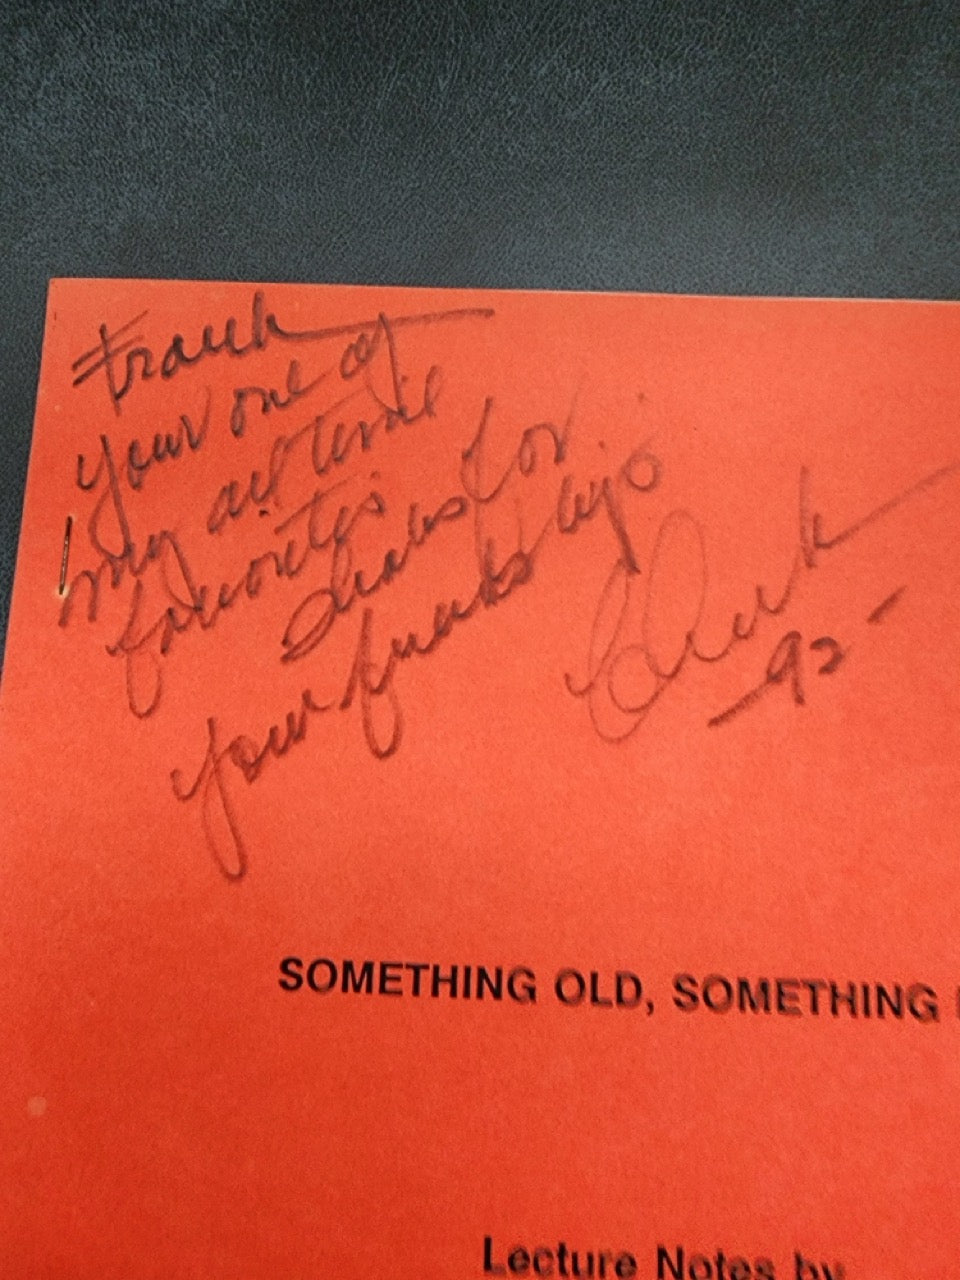 Frank
Your one of
my all time
favorites
thanks for
your
Chuck
-92-
SOMETHING OLD, SOMETHING
Lecture Notes by